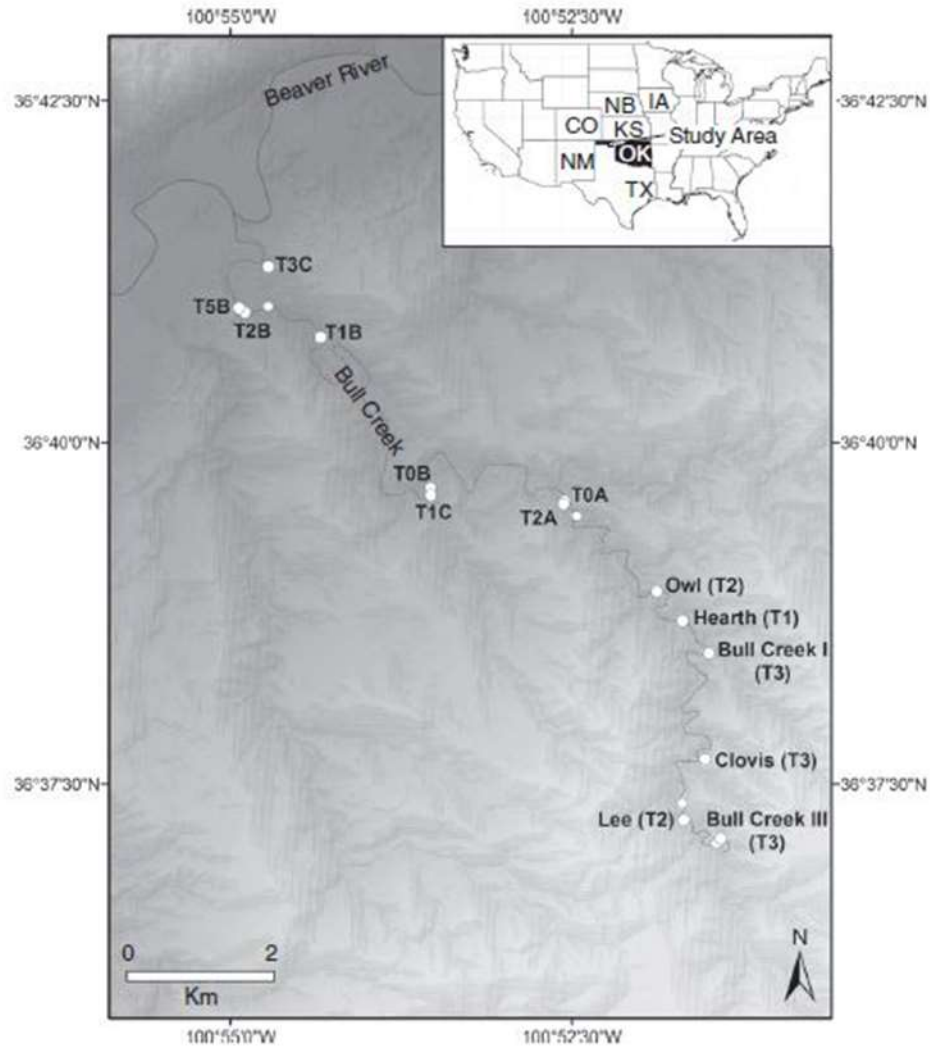 100°55'0"W
100°52'30"W
36°42'30"N
36°42'30"N
Beaver River
NB
IA
CO
KS
Study Area
NM
OK
TX
T3C
T5B
T2B
T1B
Bull Creek
36°40'0"N
36°40'0"N
T0B
T1C
T0A
T2A
Owl (T2)
Hearth (T1)
Bull Creek I
(T3)
Clovis (T3)
36°37'30"N
36°37'30"N
Lee (T2)
Bull Creek III
(T3)
0
2
Km
N
100°55'0"W
100°52'30"W